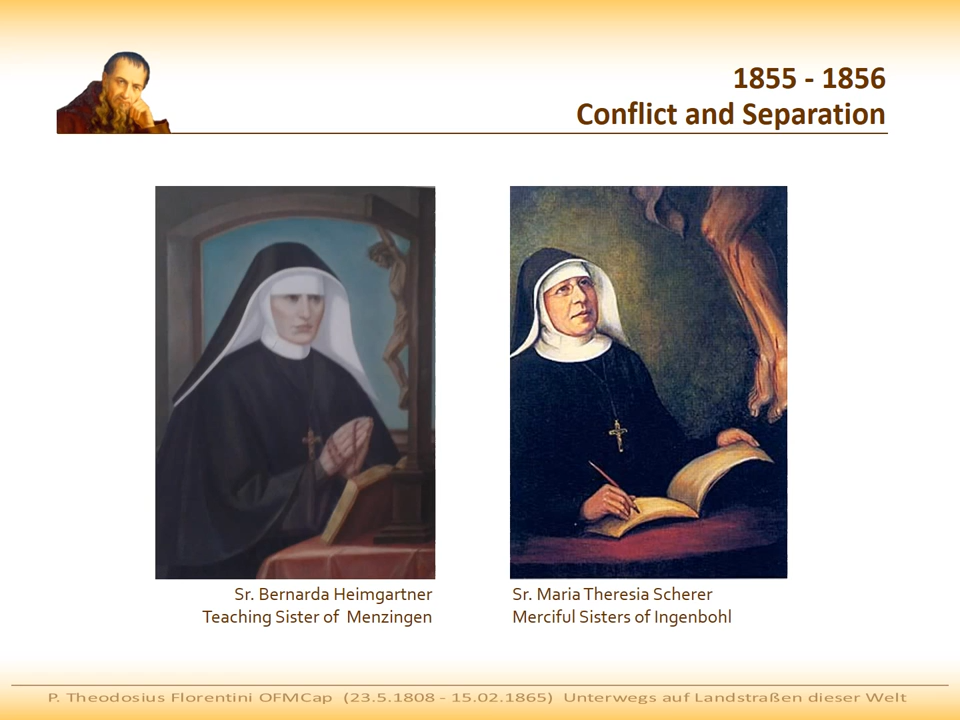 1855 - 1856
Conflict and Separation
Sr. Bernarda Heimgartner
Teaching Sister of  Menzingen
Sr. Maria Theresia Scherer
Merciful Sisters of Ingenbohl
P. Theodosius Florentini OFMCap  (23.5.1808 - 15.02.1865)  Unterwegs auf Landstraßen dieser Welt